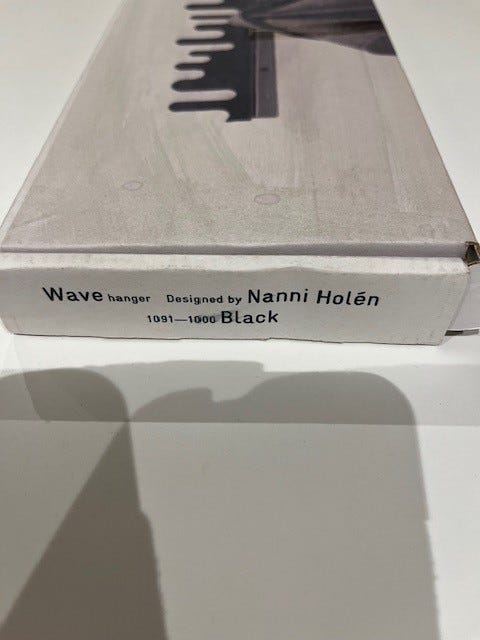 Wave hanger Designed by Nanni Holén
1091—1000 Black